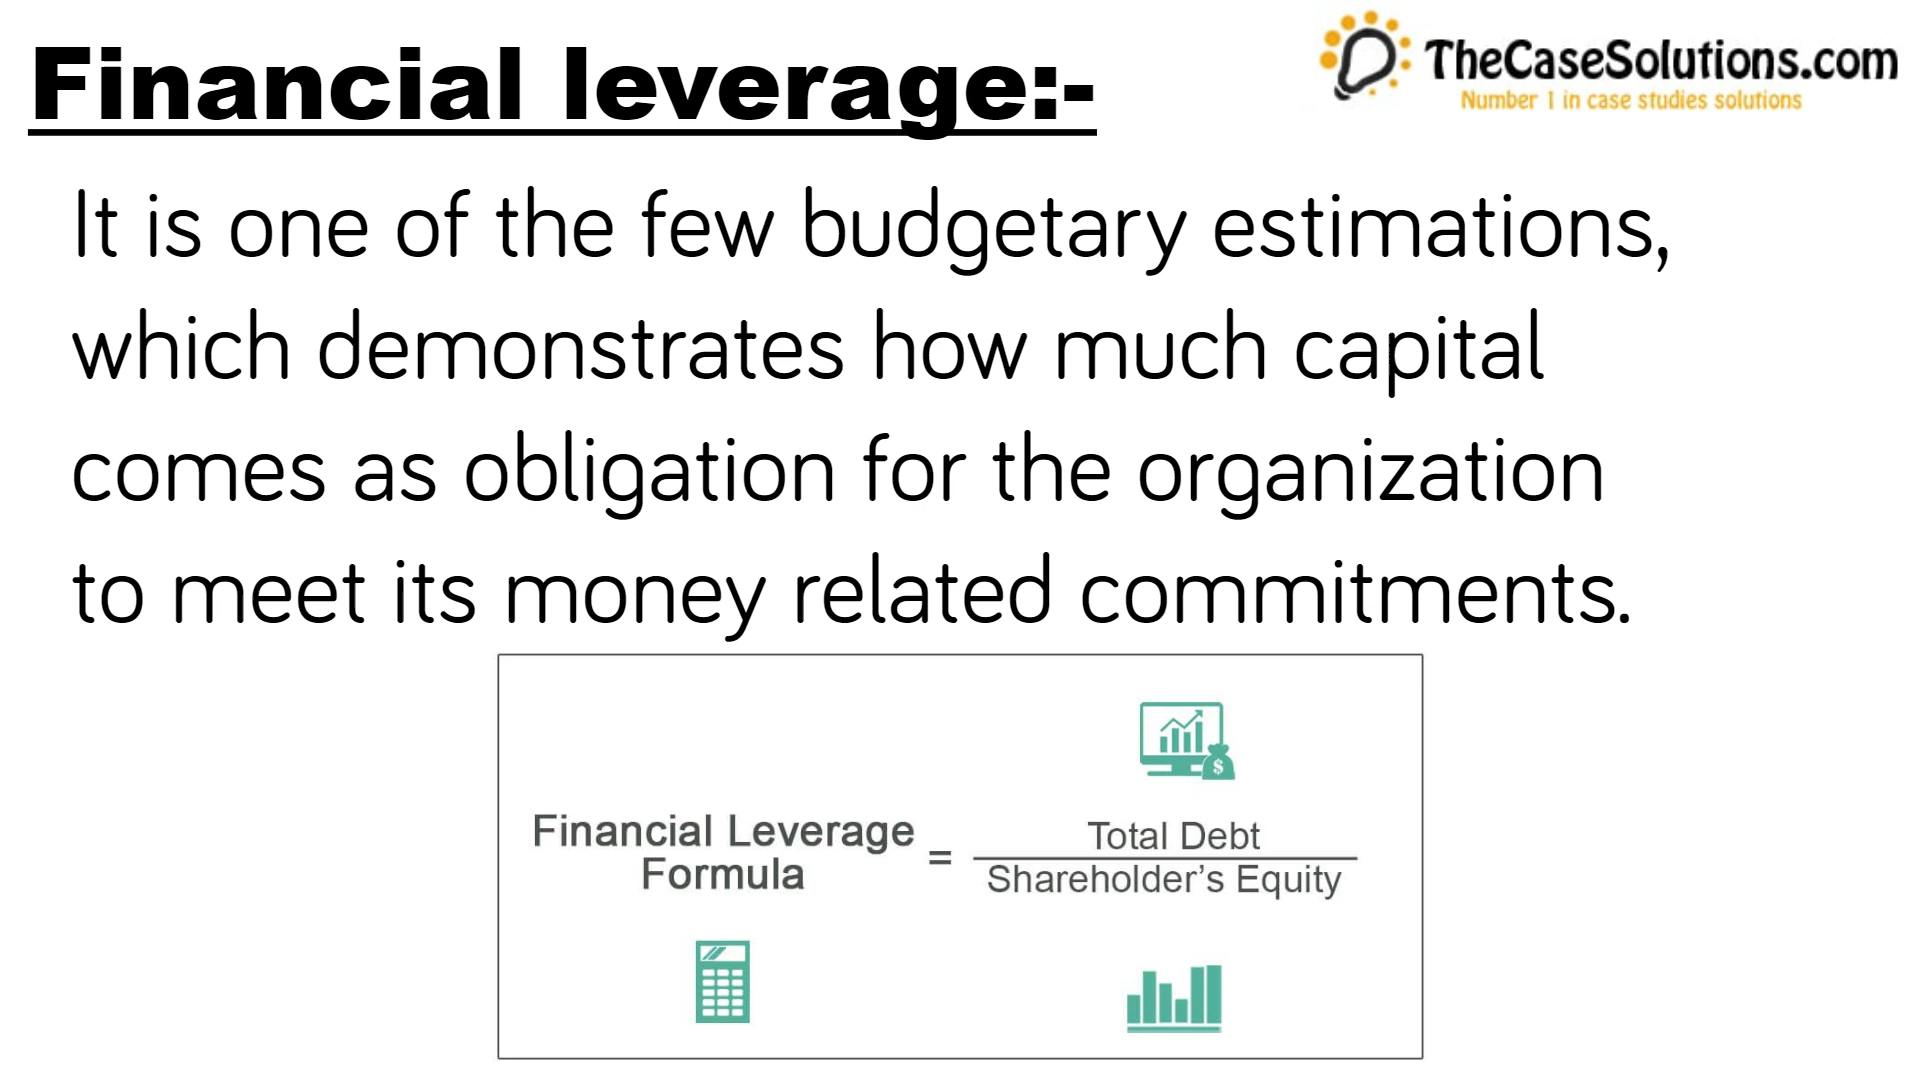 Financial leverage:-
TheCaseSolutions.com
Number 1 in case studies solutions
It is one of the few budgetary estimations,
which demonstrates how much capital
comes as obligation for the organization
to meet its money related commitments.
$
Financial Leverage
Formula
=
Total Debt
Shareholder’s Equity